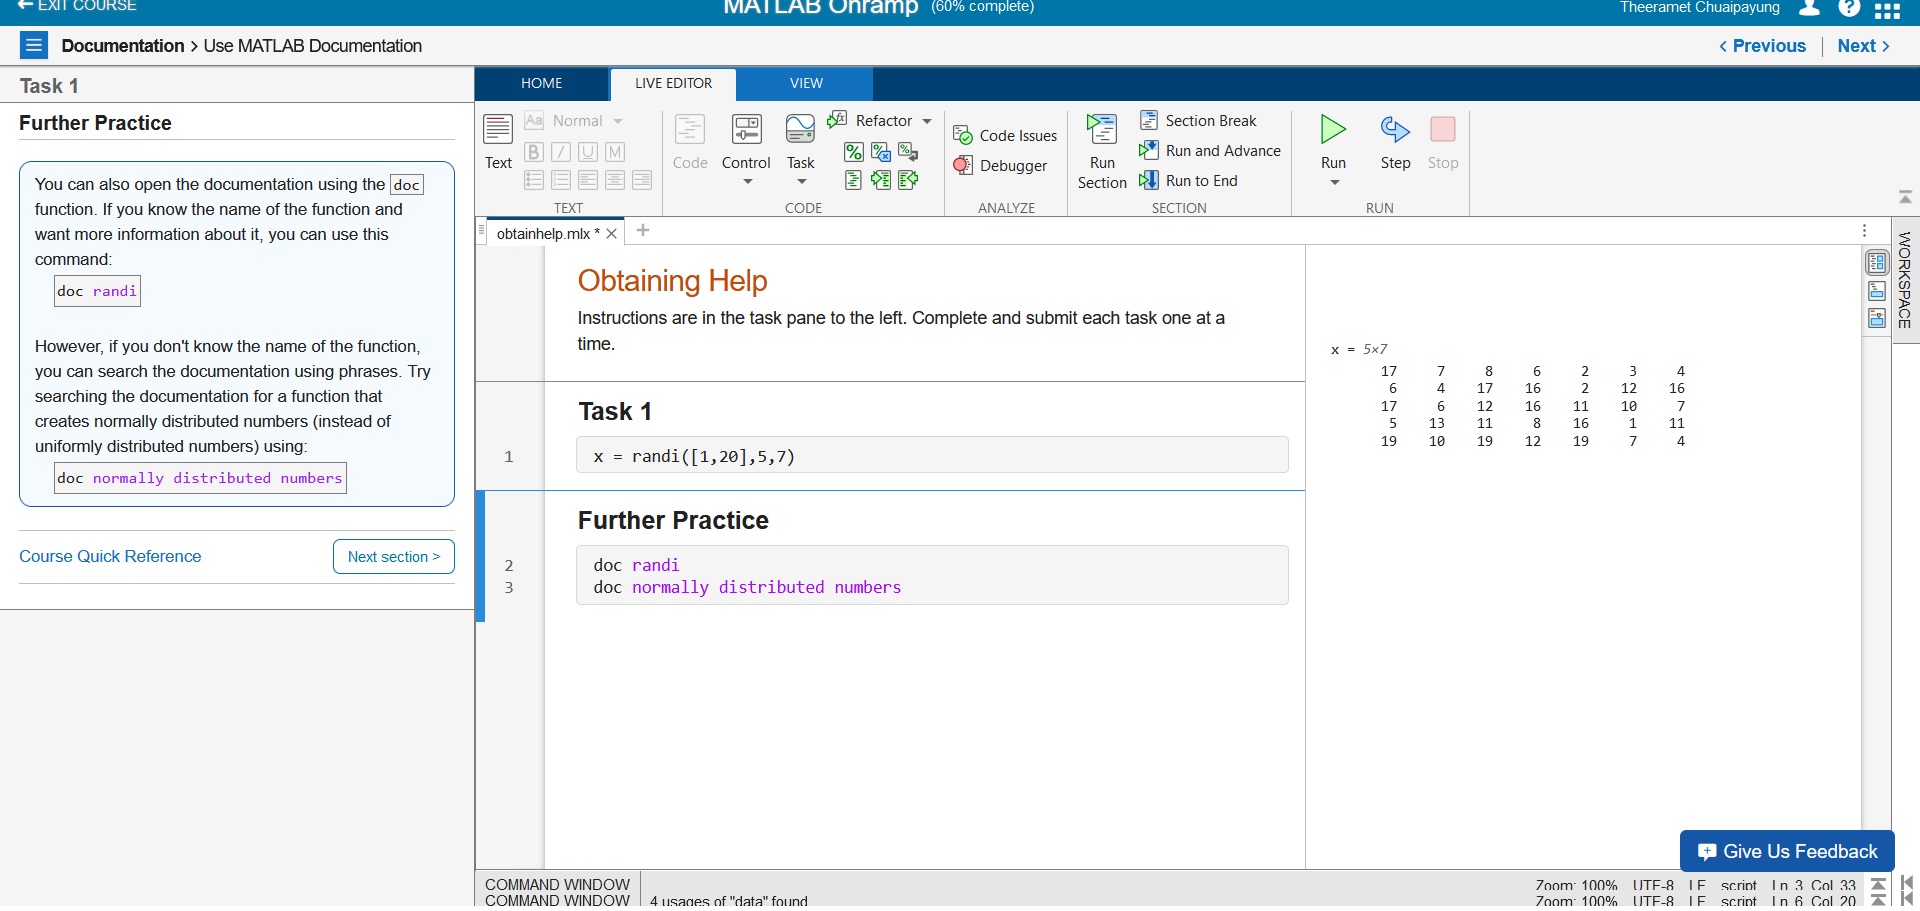 EXIT COURSE
MATLAB Onramp (60% complete)
Theeramet Chuaipayung
Documentation > Use MATLAB Documentation
< Previous | Next >
Task 1
Further Practice
You can also open the documentation using the doc
function. If you know the name of the function and
want more information about it, you can use this
command:
doc randi
However, if you don't know the name of the function,
you can search the documentation using phrases. Try
searching the documentation for a function that
creates normally distributed numbers (instead of
uniformly distributed numbers) using:
doc normally distributed numbers
Course Quick Reference
Next section >
HOME
LIVE EDITOR
VIEW
Text
Aa Normal
B I U M
TEXT
Code
Control
Task
Refactor
CODE
Code Issues
Debugger
ANALYZE
Run
Section
Section Break
Run and Advance
Run to End
SECTION
Run
Step
Stop
RUN
obtainhelp.mlx *
WORKSPACE
Obtaining Help
Instructions are in the task pane to the left. Complete and submit each task one at a
time.
Task 1
1 x = randi([1,20],5,7)
Further Practice
2 doc randi
3 doc normally distributed numbers
x = 5×7
17 7 8 6 2 3 4
6 4 17 16 2 12 16
17 6 12 16 11 10 7
5 13 11 8 16 1 11
19 10 19 12 19 7 4
Give Us Feedback
COMMAND WINDOW
Zoom: 100% UTF-8 LF script Ln 3 Col 33
COMMAND WINDOW
4 usages of "data" found
Zoom: 100% UTF-8 LF script Ln 6 Col 20